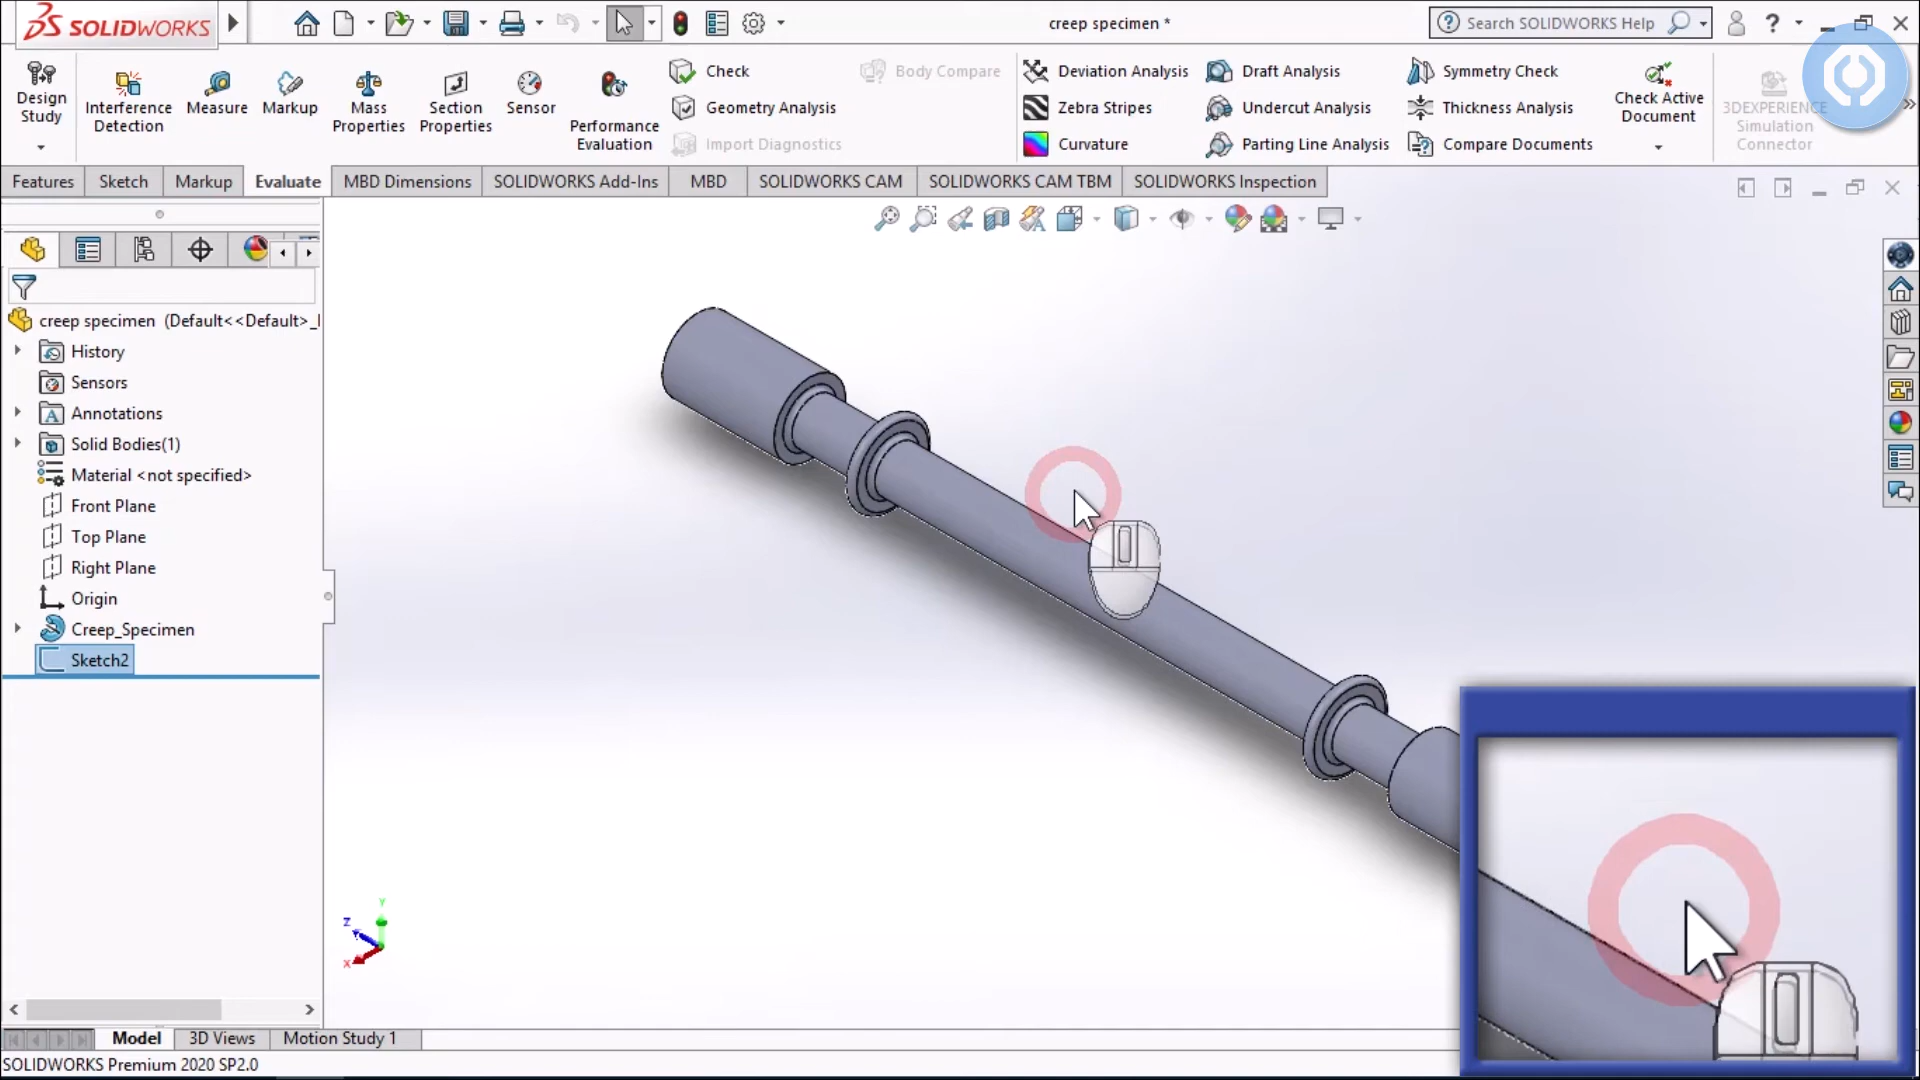 SOLIDWORKS
creep specimen *
Search SOLIDWORKS Help
Design
Study
Interference
Detection
Measure
Markup
Mass
Properties
Section
Properties
Sensor
Performance
Evaluation
Check
Geometry Analysis
Import Diagnostics
Body Compare
Deviation Analysis
Zebra Stripes
Curvature
Draft Analysis
Undercut Analysis
Parting Line Analysis
Symmetry Check
Thickness Analysis
Compare Documents
Check Active
Document
3DEXPERIENCE
Simulation
Connector
Features
Sketch
Markup
Evaluate
MBD Dimensions
SOLIDWORKS Add-Ins
MBD
SOLIDWORKS CAM
SOLIDWORKS CAM TBM
SOLIDWORKS Inspection
creep specimen (Default<<Default>_
History
Sensors
Annotations
Solid Bodies(1)
Material <not specified>
Front Plane
Top Plane
Right Plane
Origin
Creep_Specimen
Sketch2
Y
Z
X
Model
3D Views
Motion Study 1
SOLIDWORKS Premium 2020 SP2.0